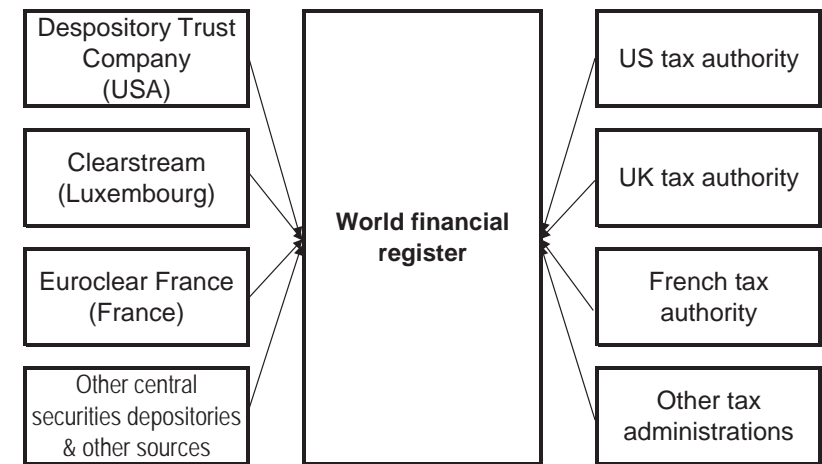 Despository Trust
Company
(USA)
Clearstream
(Luxembourg)
Euroclear France
(France)
Other central
securities depositories
& other sources
World financial
register
US tax authority
UK tax authority
French tax
authority
Other tax
administrations